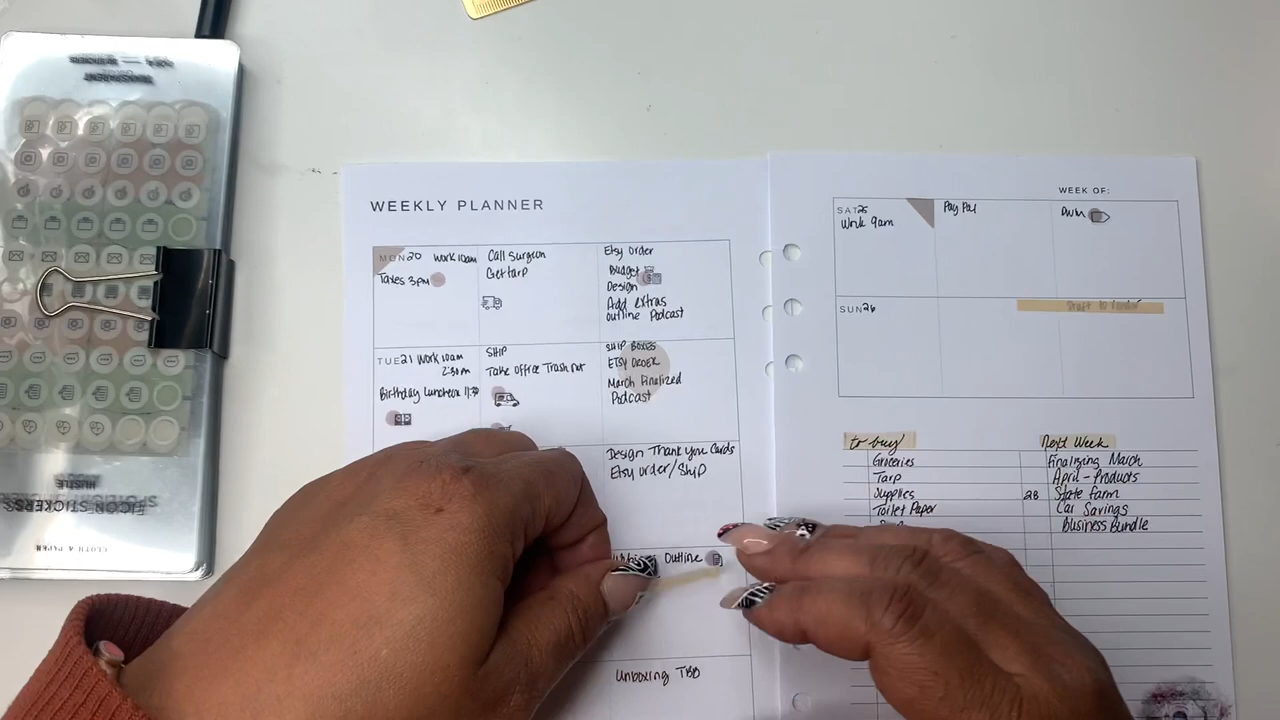 WEEKLY PLANNER
MON 20 Work 10am
Taxes 3PM
Call Surgeon
Get tarp
Etsy order
Budget
Design
Add extras
outline Podcast
TUE 21 Work 10am
2:30pm
Birthday Luncheon 11:30
SHIP
Take Office Trash out
SHIP BOXES
ETSY ORDER
March Finalized
Podcast
Design Thank you Cards
Etsy order/Ship
Outline
Unboxing TBD
WEEK OF:
SAT 25
Work 9am
Pay Pal
SUN 26
to buy
Groceries
Tarp
Supplies
Toilet Paper
Next Week
Finalizing March
April - Products
28 State Farm
Car Savings
Business Bundle
ICON STICKERS
CLOTH & PAPER